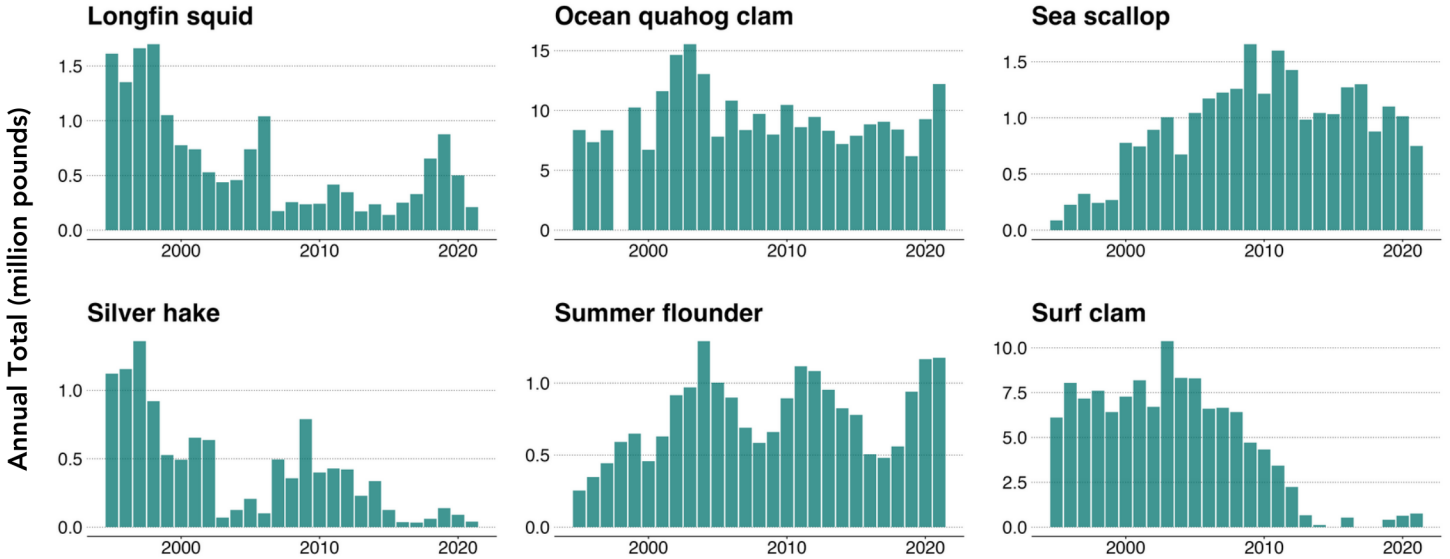 Annual Total (million pounds)
Longfin squid
1.5
1.0
0.5
0.0
2000 2010 2020
Ocean quahog clam
15
10
5
0
2000 2010 2020
Sea scallop
1.5
1.0
0.5
0.0
2000 2010 2020
Silver hake
1.0
0.5
0.0
2000 2010 2020
Summer flounder
1.0
0.5
0.0
2000 2010 2020
Surf clam
10.0
7.5
5.0
2.5
0.0
2000 2010 2020